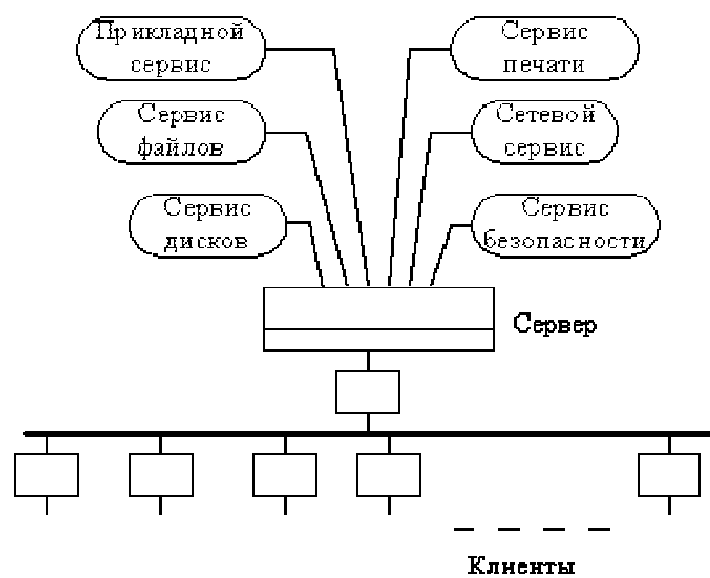 Прикладной
сервис
Сервис
печати
Сервис
файлов
Сетевой
сервис
Сервис
дисков
Сервис
безопасности
Сервер
Клиенты